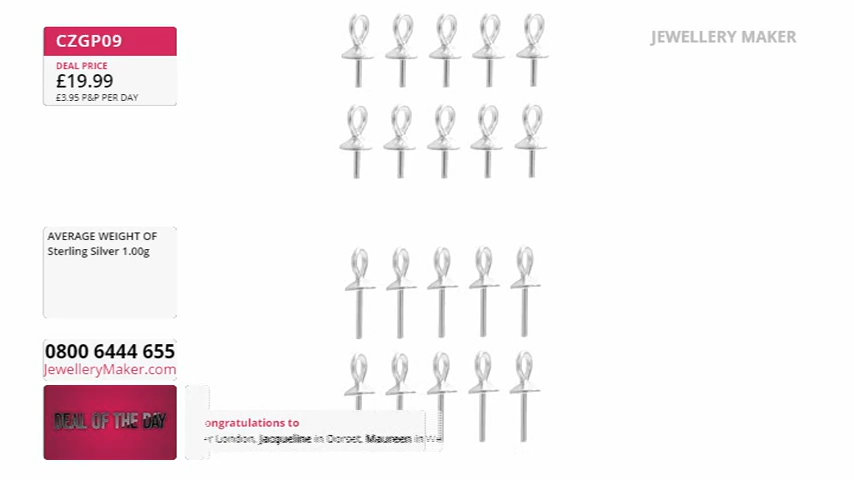 CZGP09
JEWELLERY MAKER
DEAL PRICE
£19.99
£3.95 P&P PER DAY
AVERAGE WEIGHT OF
Sterling Silver 1.00g
0800 6444 655
JewelleryMaker.com
DEAL OF THE DAY
ongratulations to
r London, Jacqueline in Dorset, Maureen in